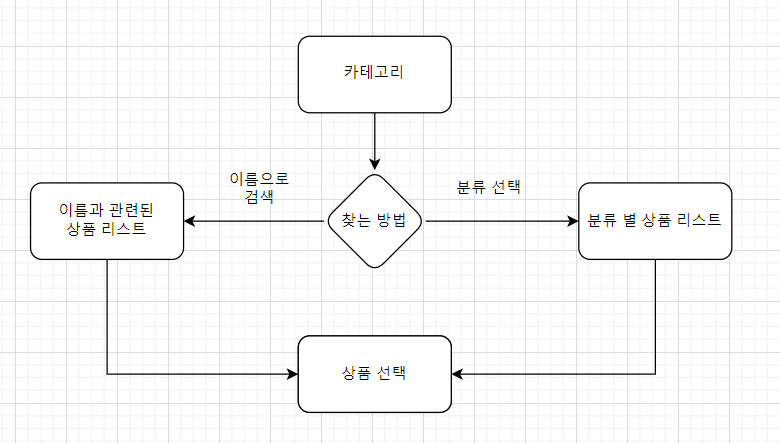 카테고리
이름으로
검색
분류 선택
이름과 관련된
상품 리스트
찾는 방법
분류 별 상품 리스트
상품 선택